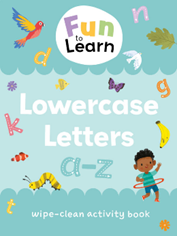 Fun
to
Learn
n
d
g
Lowercase
k
Letters
a-z
t
wipe-clean activity book